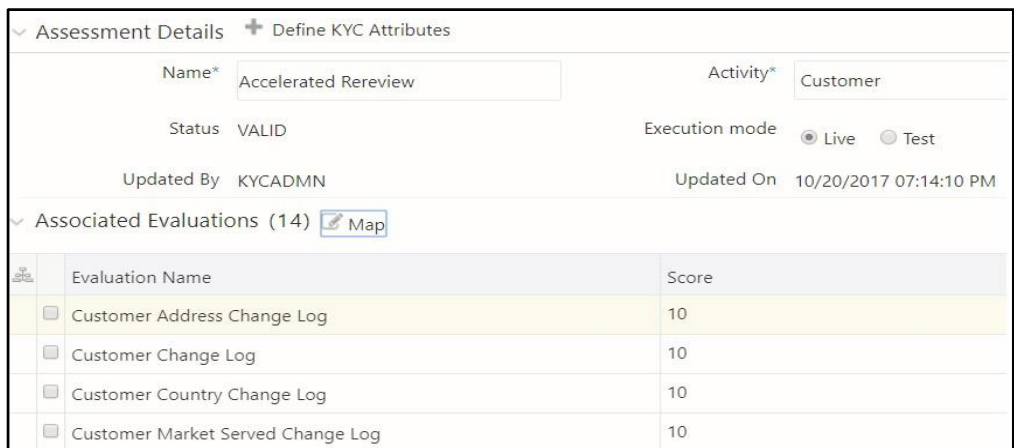 Assessment Details Define KYC Attributes
Name* Accelerated Rereview Activity* Customer
Status VALID Execution mode Live Test
Updated By KYCADMN Updated On 10/20/2017 07:14:10 PM
Associated Evaluations (14) Map
Evaluation Name Score
Customer Address Change Log 10
Customer Change Log 10
Customer Country Change Log 10
Customer Market Served Change Log 10